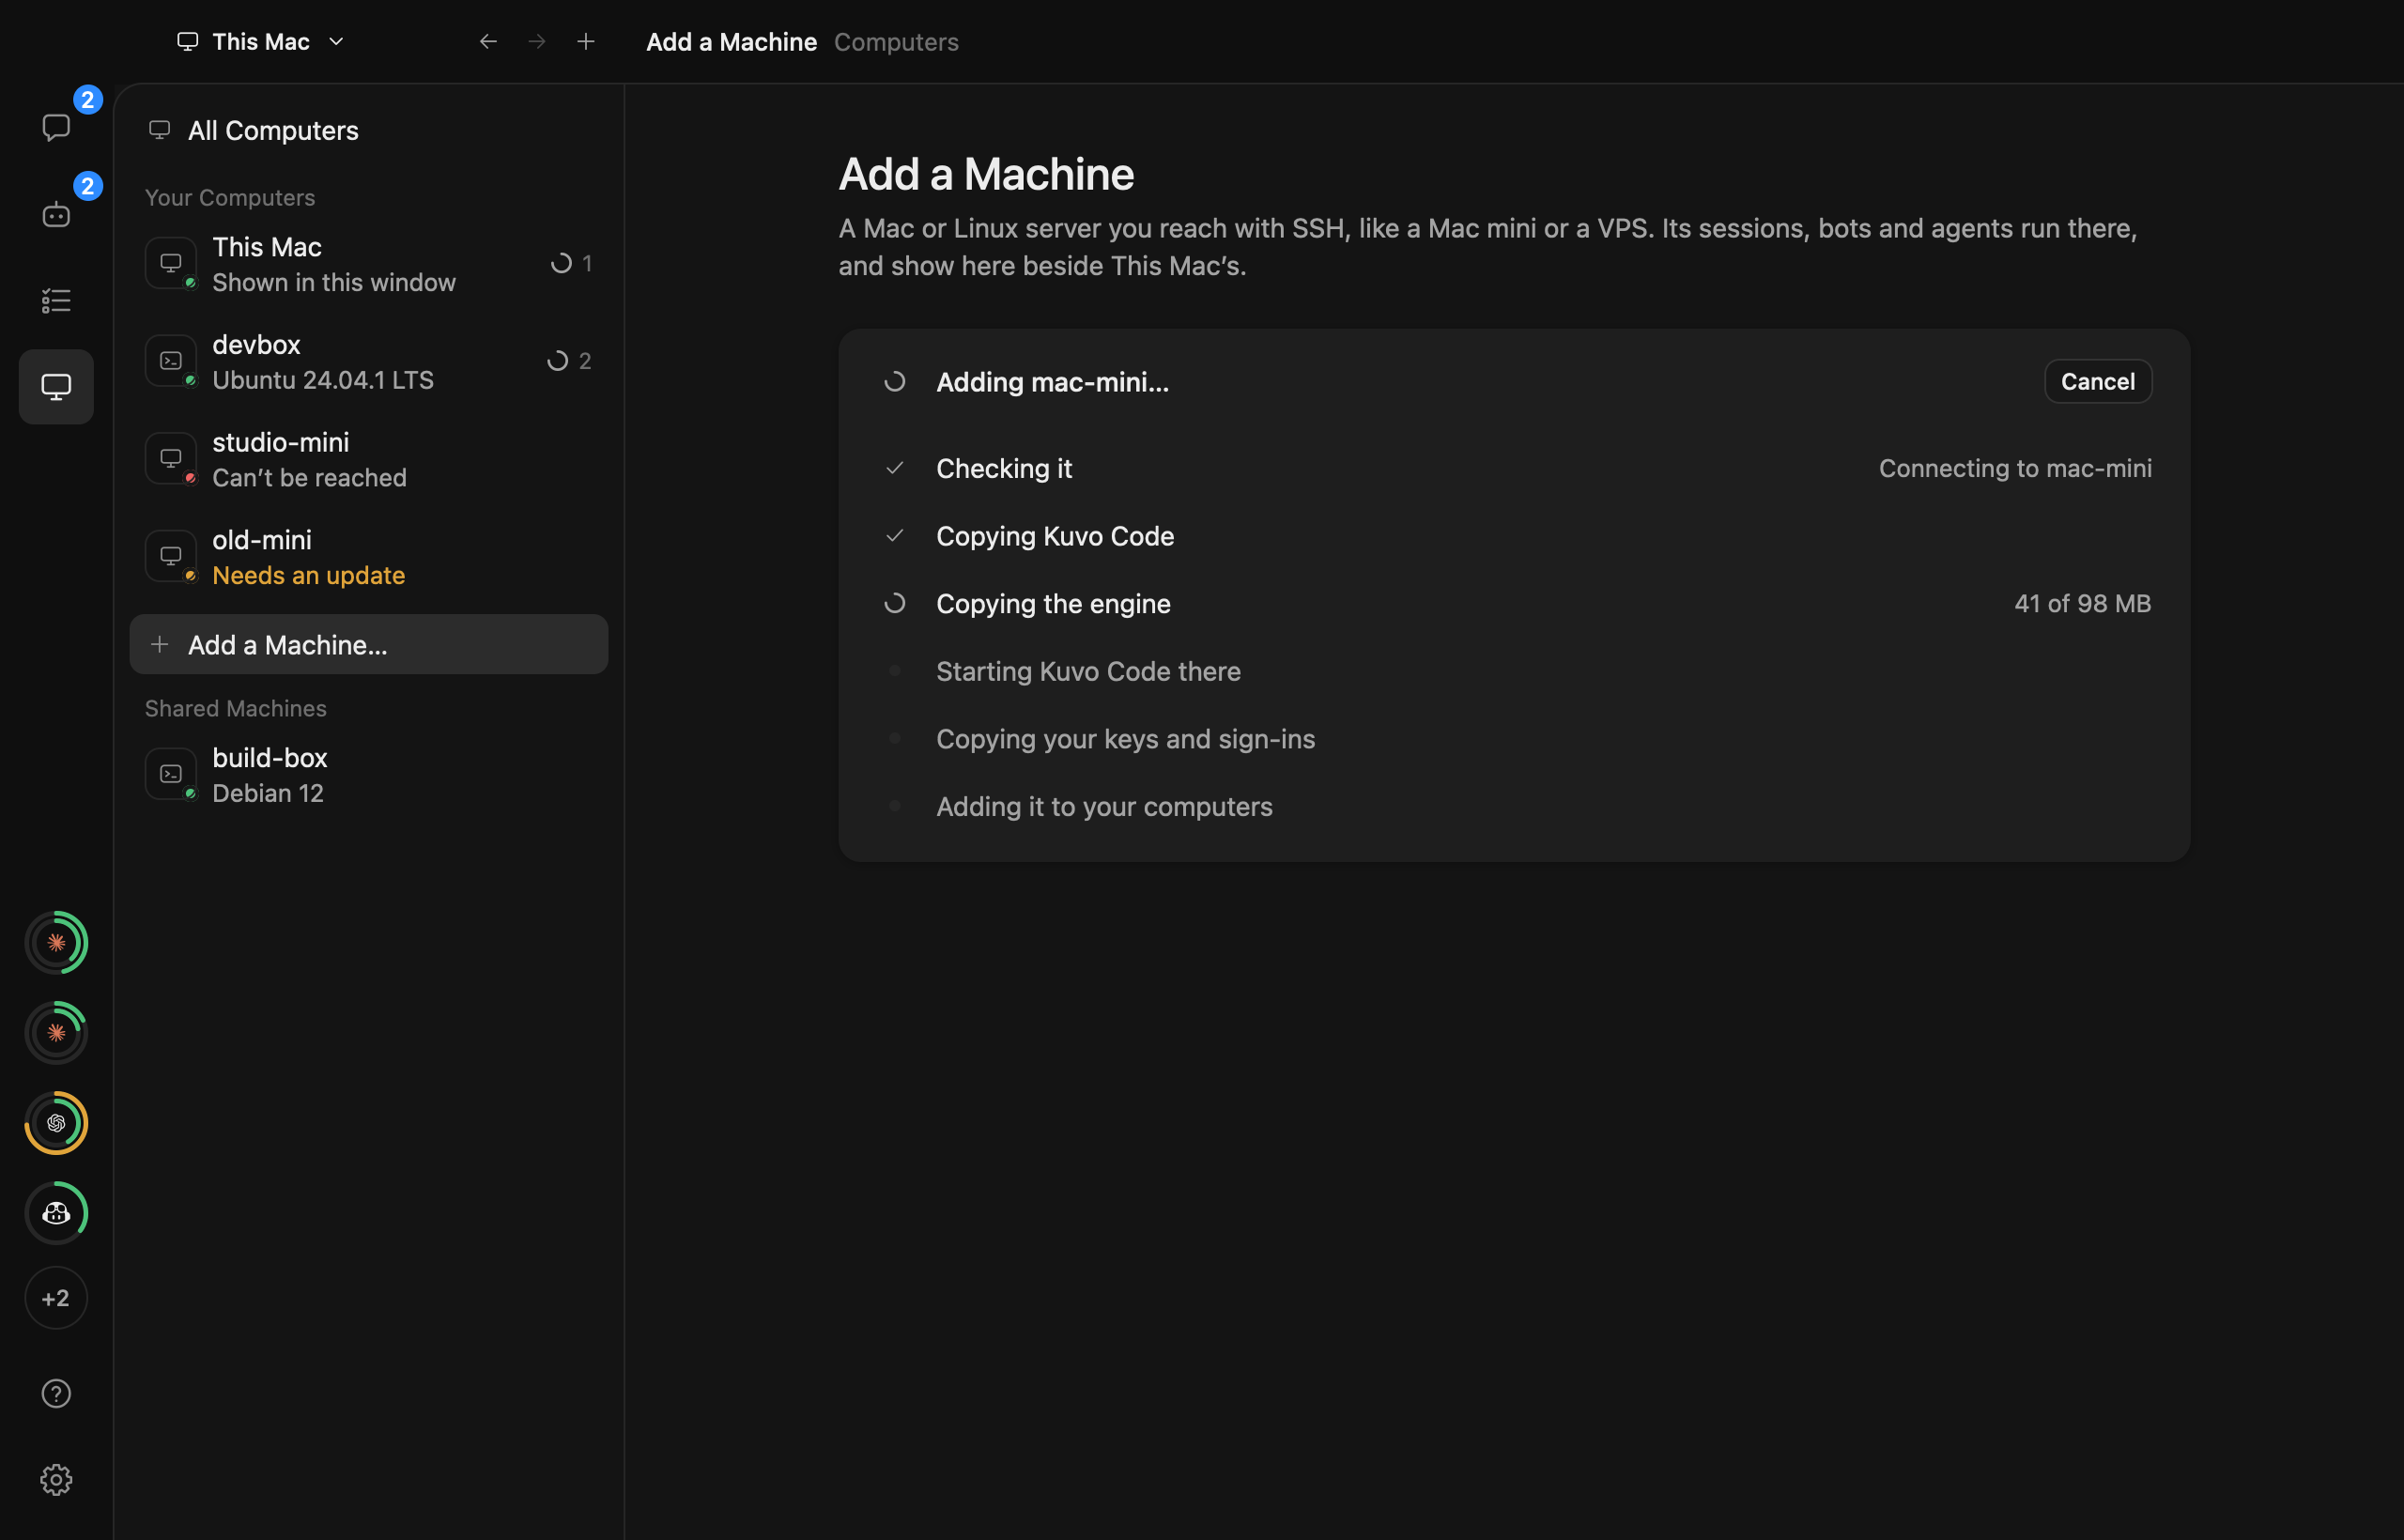 This Mac
Add a Machine Computers
2
2
All Computers
Your Computers
This Mac
Shown in this window
1
devbox
Ubuntu 24.04.1 LTS
2
studio-mini
Can’t be reached
old-mini
Needs an update
Add a Machine...
Shared Machines
build-box
Debian 12
+2
Add a Machine
A Mac or Linux server you reach with SSH, like a Mac mini or a VPS. Its sessions, bots and agents run there,
and show here beside This Mac’s.
Adding mac-mini...
Cancel
Checking it
Connecting to mac-mini
Copying Kuvo Code
Copying the engine
41 of 98 MB
Starting Kuvo Code there
Copying your keys and sign-ins
Adding it to your computers